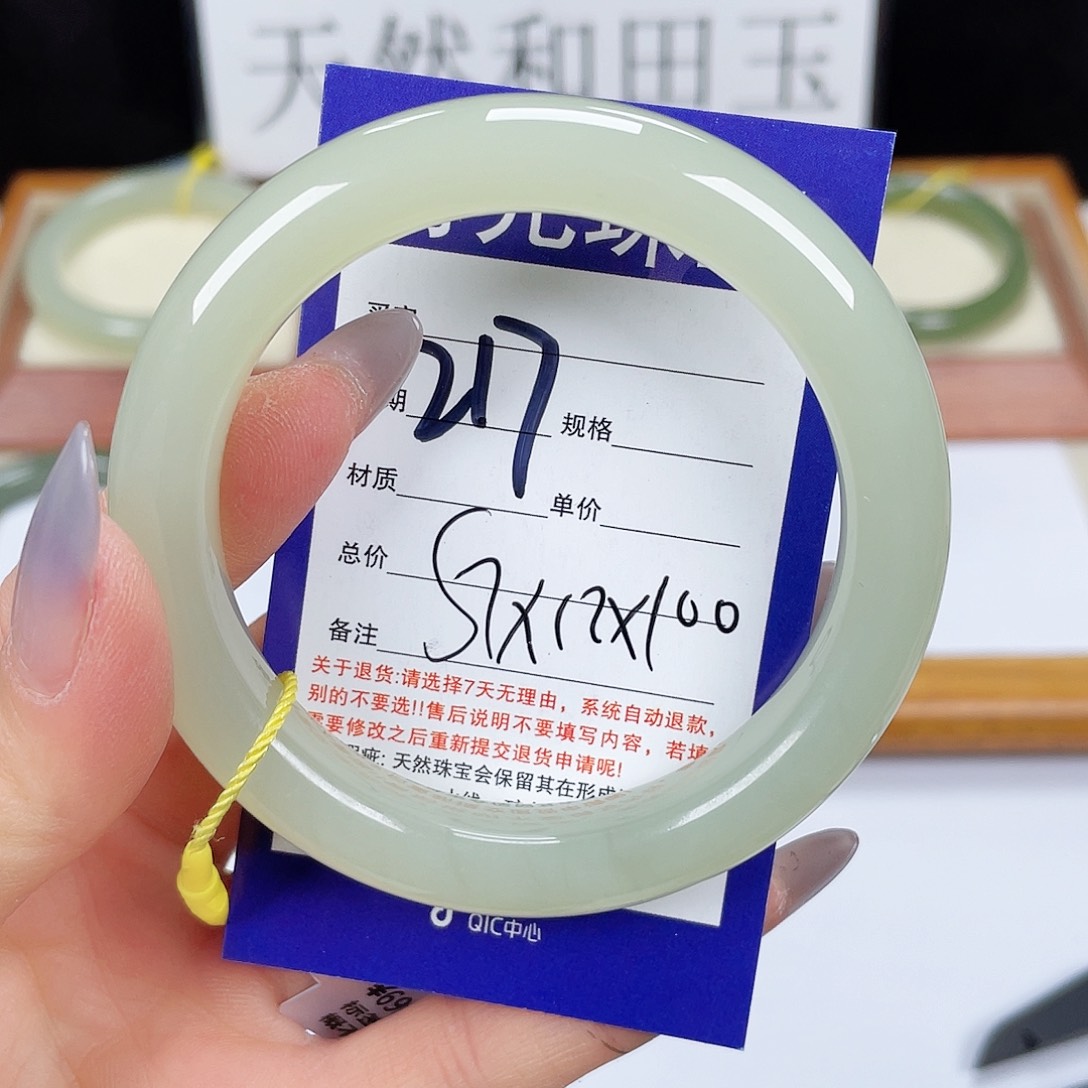 天然和田玉
217
规格
材质
单价
总价
57×12×100
备注
关于退货:请选择7天无理由，系统自动退款，
别的不要选!!售后说明不要填写内容，若填
需要修改之后重新提交退货申请呢!
天然珠宝会保留其在形成
QIC中心